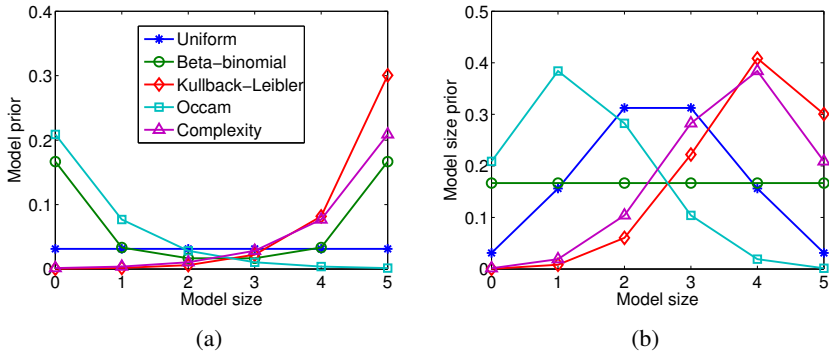 0.4
0.3
0.2
0.1
0
Model prior
Uniform
Beta−binomial
Kullback−Leibler
Occam
Complexity
0 1 2 3 4 5
Model size
(a)
0.5
0.4
0.3
0.2
0.1
0
Model size prior
0 1 2 3 4 5
Model size
(b)